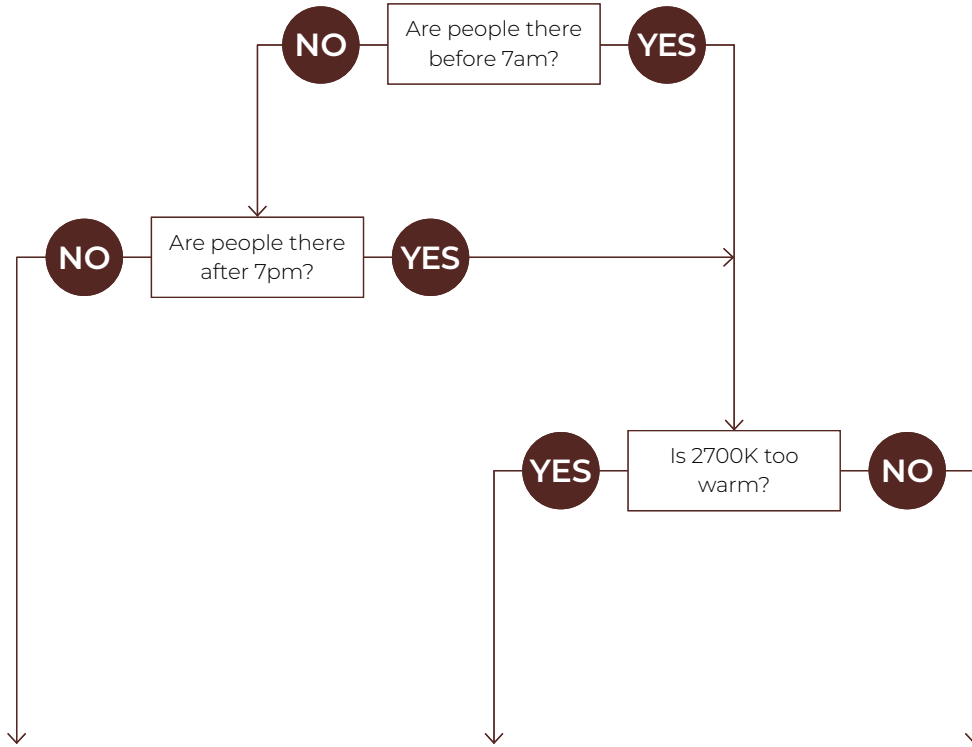 NO
Are people there
before 7am?
YES
NO
Are people there
after 7pm?
YES
YES
Is 2700K too
warm?
NO